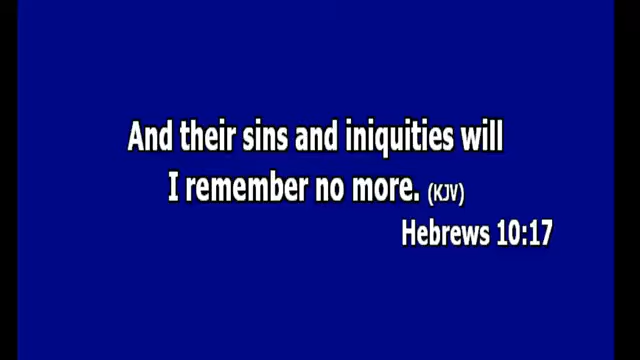 And their sins and iniquities will
I remember no more. (KJV)
Hebrews 10:17